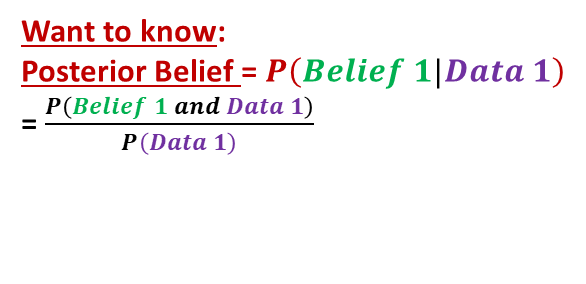 Want to know:
Posterior Belief = P(Belief 1|Data 1)
P(Belief 1 and Data 1)
=
P(Data 1)